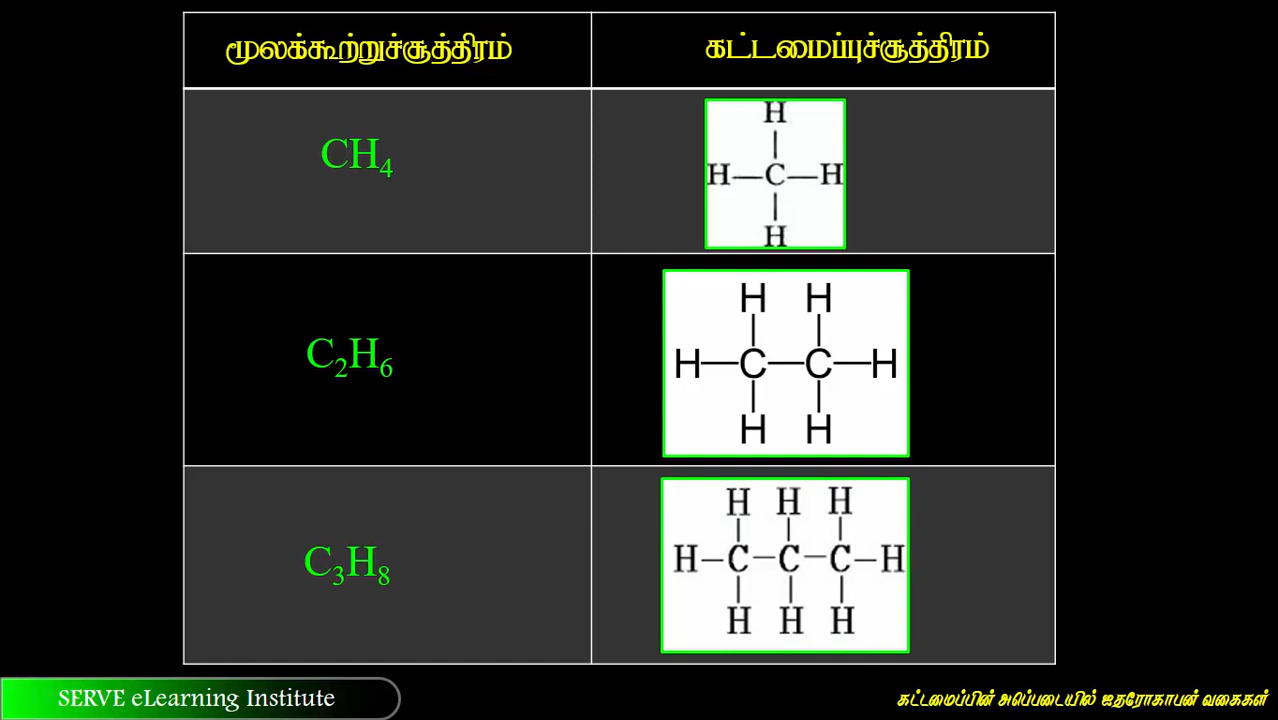 மூலக்கூற்றுச்சூத்திரம் கட்டமைப்புச்சூத்திரம்
CH₄
H
H—C—H
H
C₂H₆
H H
H—C—C—H
H H
C₃H₈
H H H
H—C—C—C—H
H H H
SERVE eLearning Institute
கட்டமைப்பின் அடிப்படையில் ஐதரோகாபன் வகைகள்